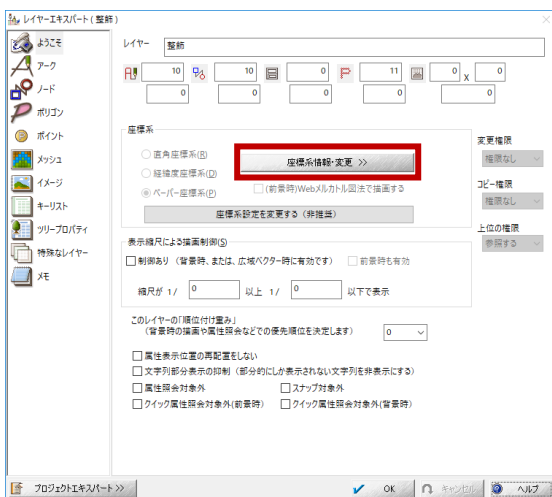 レイヤーエキスパート ( 整飾 )
ようこそ
アーク
ノード
ポリゴン
ポイント
メッシュ
イメージ
キーリスト
ツリープロパティ
特殊なレイヤー
メモ
レイヤー 整飾
10 10 0 11 0 x 0
0 0 0 0
座標系
直角座標系(R)
経緯度座標系(D)
ペーパー座標系(P)
座標系情報・変更 >>
(前景時)Webメルカトル図法で描画する
座標系設定を変更する (非推奨)
変更権限
権限なし
コピー権限
権限なし
上位の権限
参照する
表示縮尺による描画制御(S)
制御あり (背景時、または、広域ベクター時に有効です) 前景時も有効
縮尺が 1/ 0 以上 1/ 0 以下で表示
このレイヤーの「順位付け重み」
(背景時の描画や属性照会などでの優先順位を決定します) 0
属性表示位置の再配置をしない
文字列部分表示の抑制 (部分的にしか表示されない文字列を非表示にする)
属性照会対象外 スナップ対象外
クイック属性照会対象外(前景時) クイック属性照会対象外(背景時)
プロジェクトエキスパート >> OK キャンセル ヘルプ